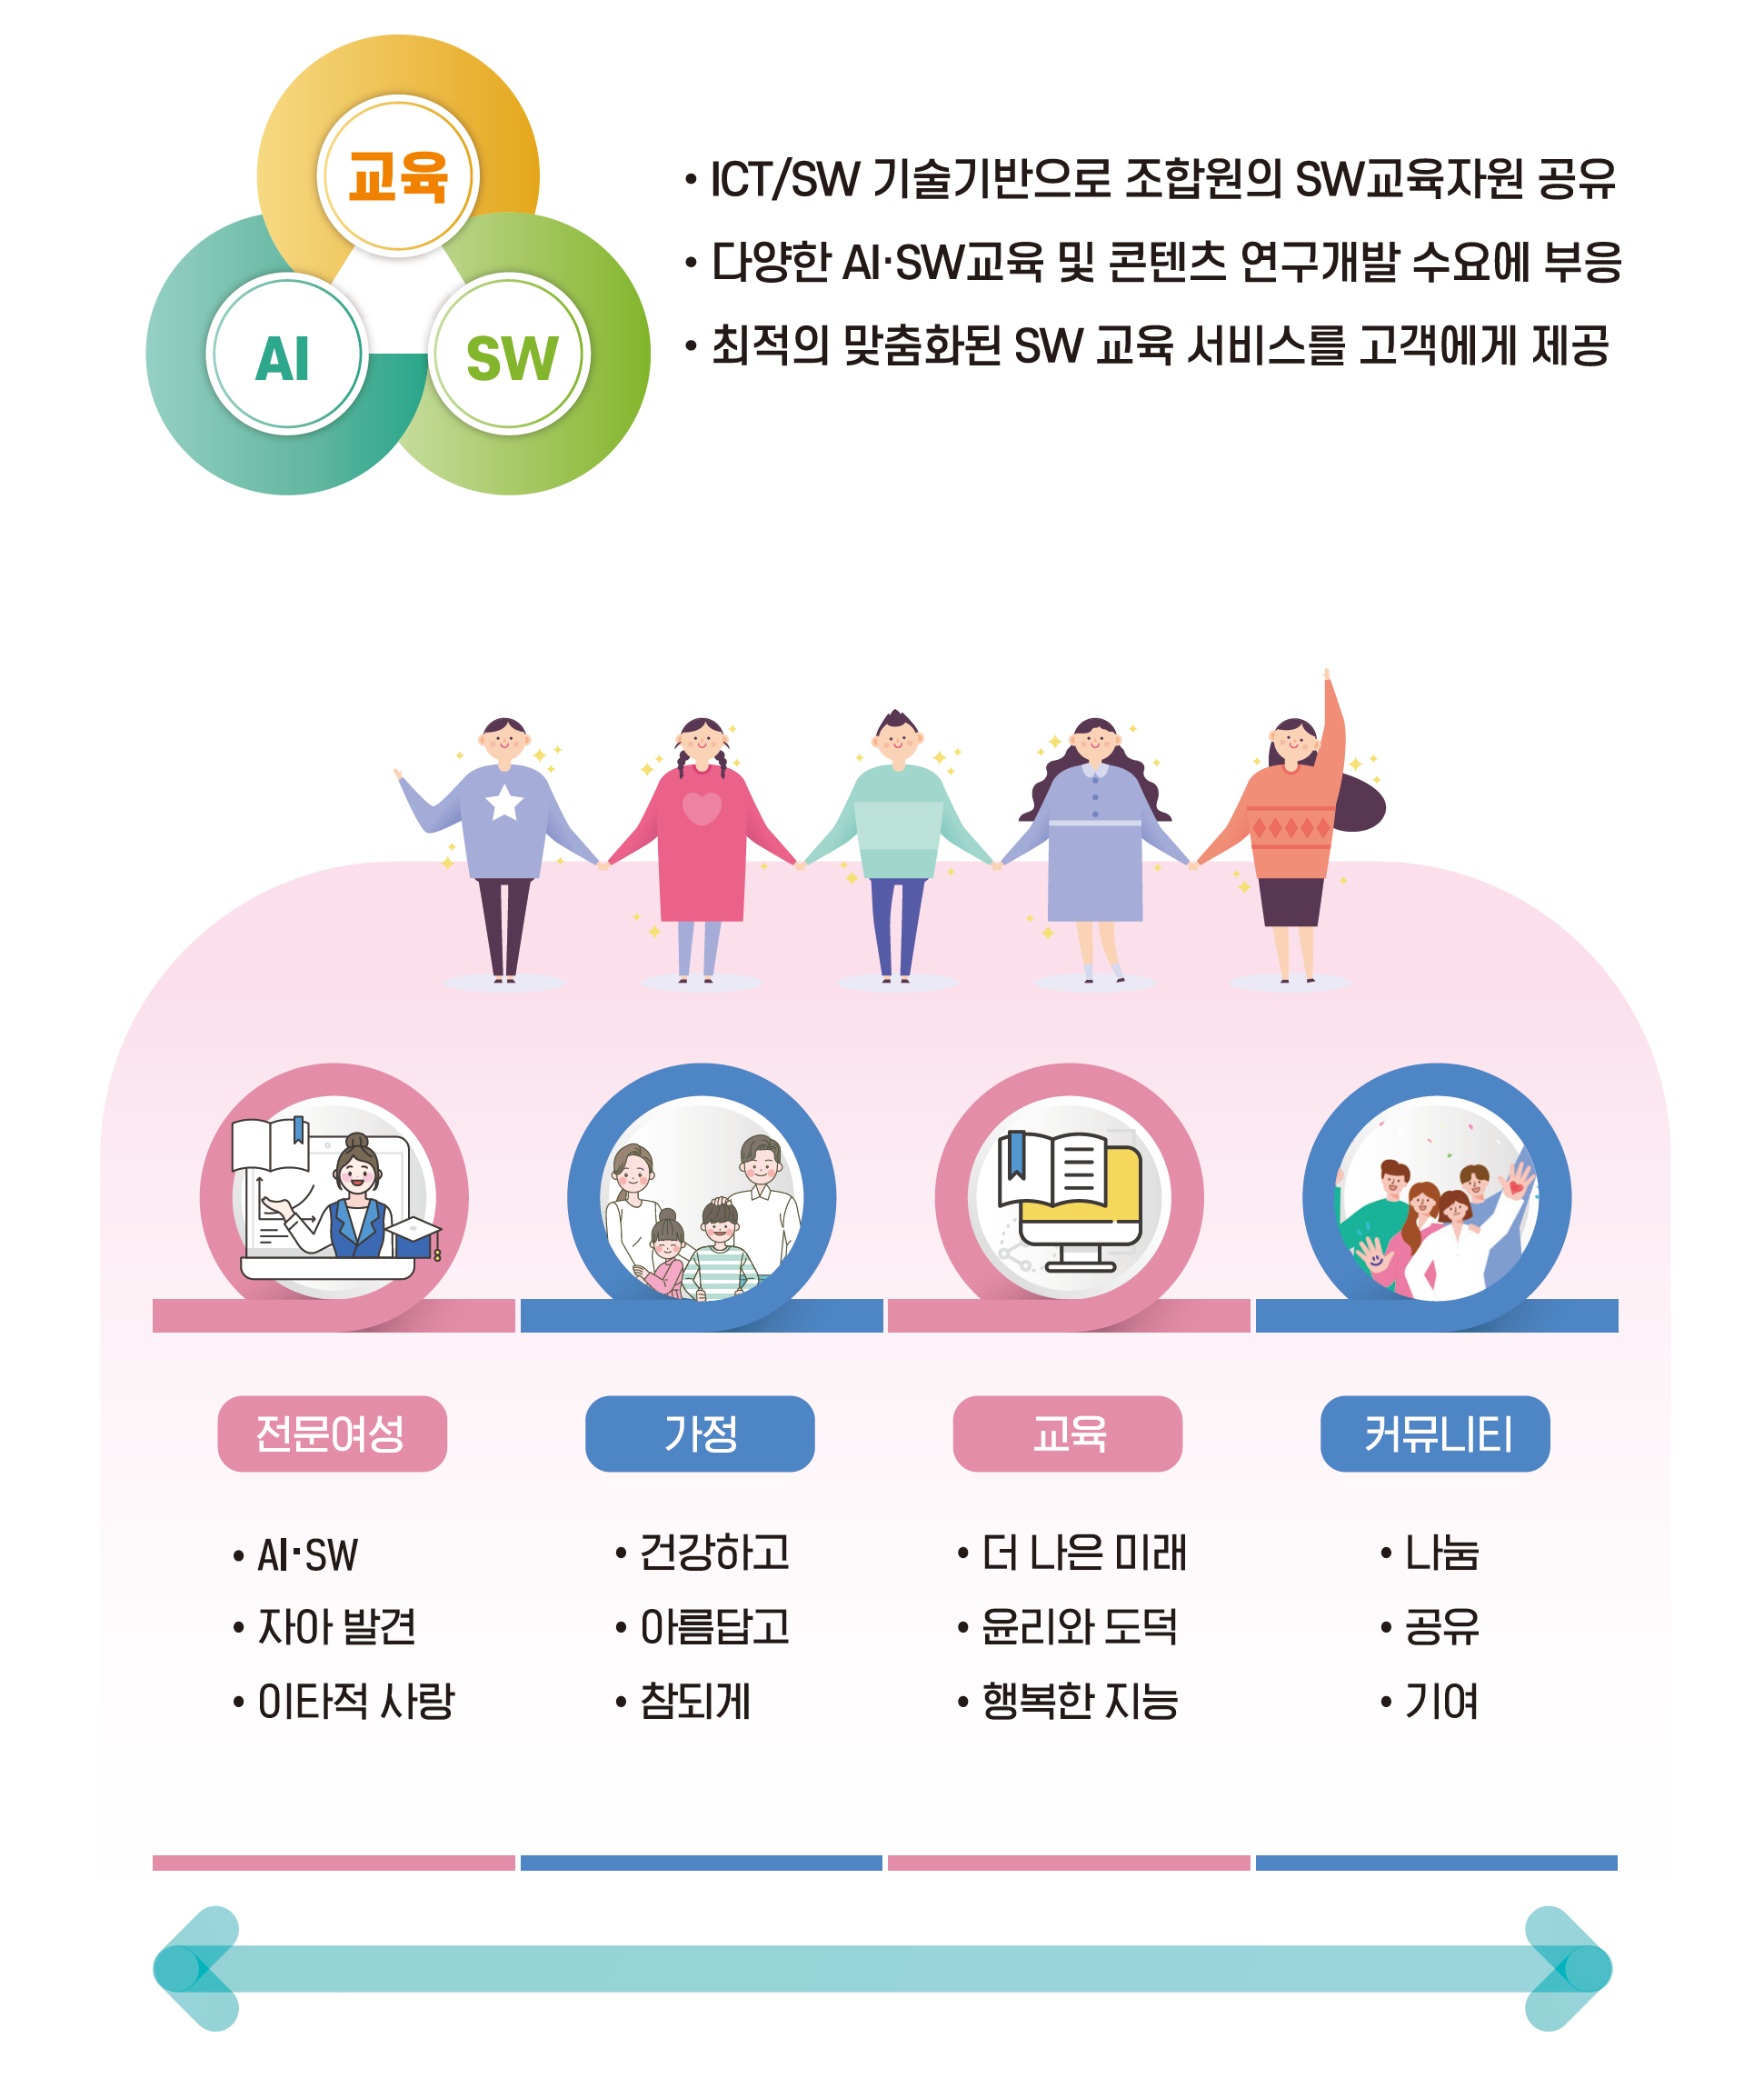 교육
AI
SW
• ICT/SW 기술기반으로 조합원의 SW교육자원 공유
• 다양한 AI·SW교육 및 콘텐츠 연구개발 수요에 부응
• 최적의 맞춤화된 SW 교육 서비스를 고객에게 제공
전문여성
• AI·SW
• 자아 발견
• 이타적 사랑
가정
• 건강하고
• 아름답고
• 참되게
교육
• 더 나은 미래
• 윤리와 도덕
• 행복한 지능
커뮤니티
• 나눔
• 공유
• 기여